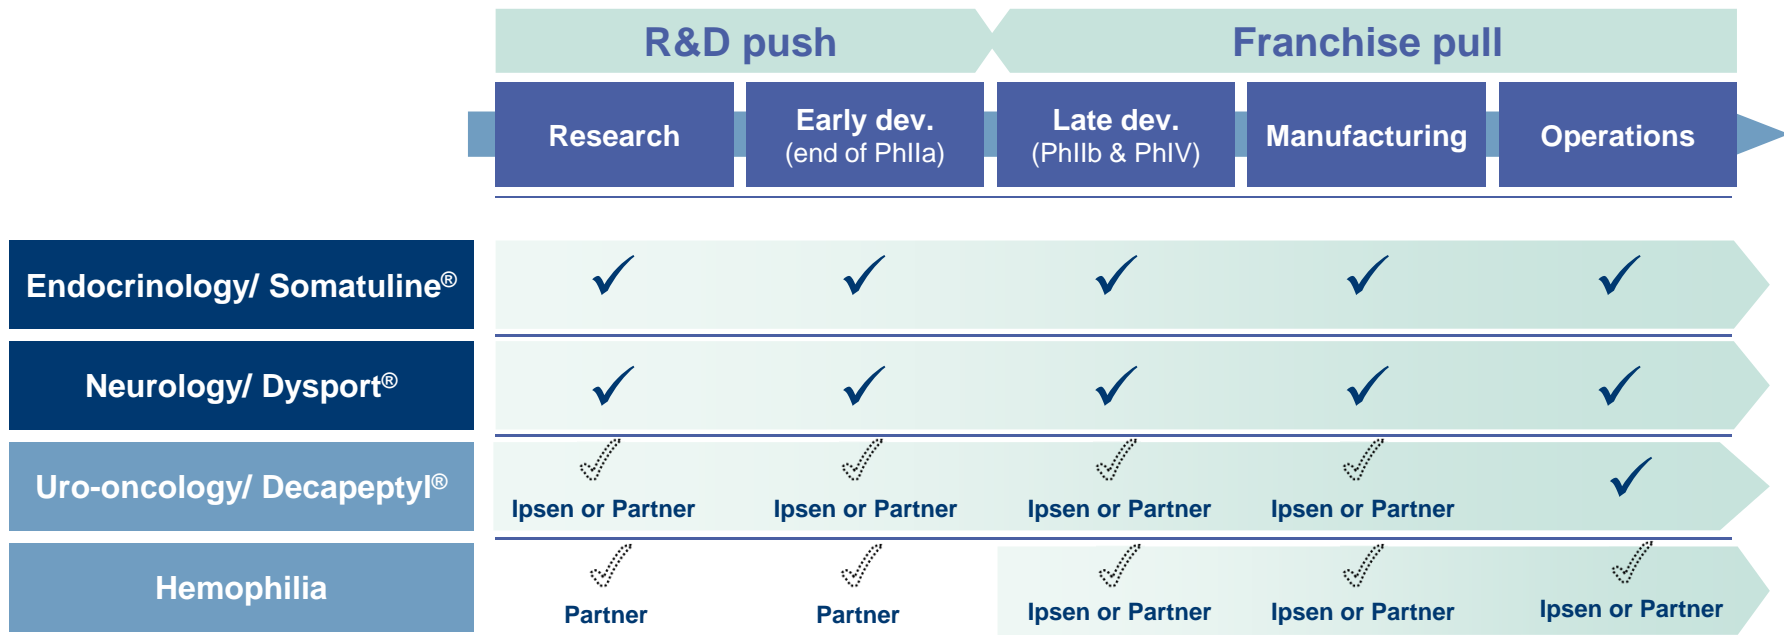 R&D push
Franchise pull
Research
Early dev.
(end of PhIIa)
Late dev.
(PhIIb & PhIV)
Manufacturing
Operations
Endocrinology/ Somatuline®
Neurology/ Dysport®
Uro-oncology/ Decapeptyl®
Ipsen or Partner
Ipsen or Partner
Ipsen or Partner
Ipsen or Partner
Hemophilia
Partner
Partner
Ipsen or Partner
Ipsen or Partner
Ipsen or Partner